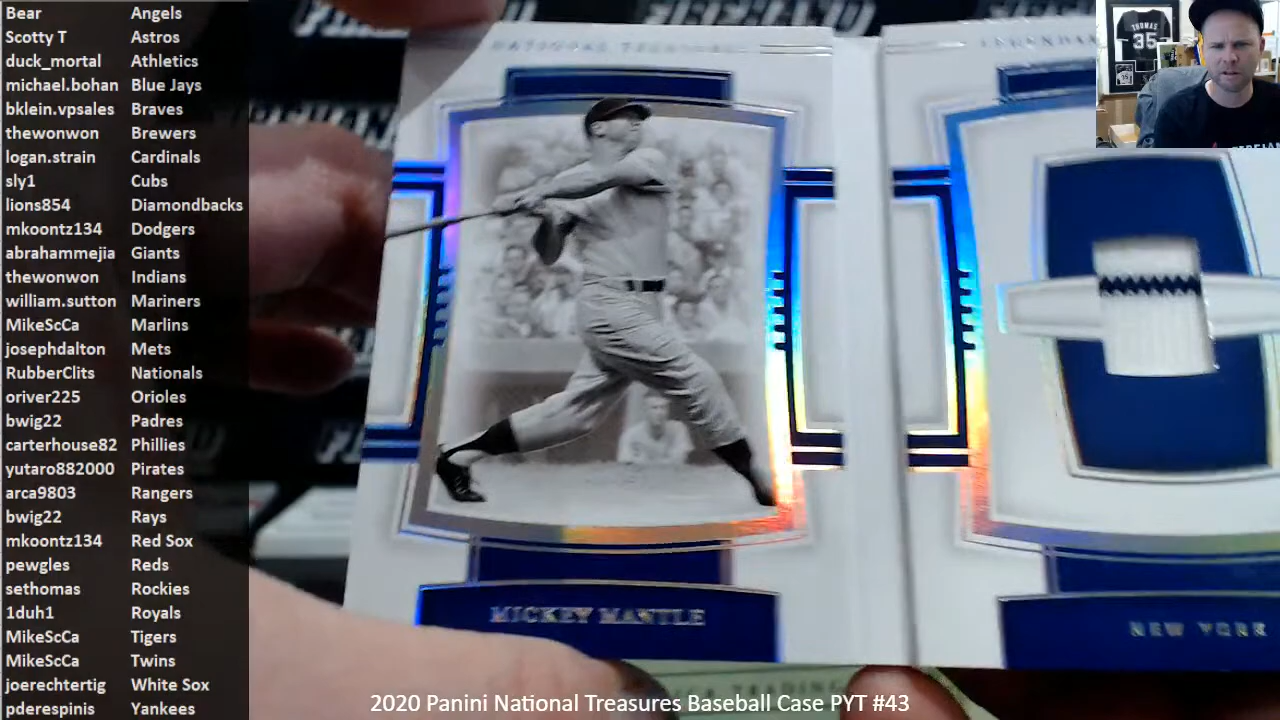 Bear Angels
Scotty T Astros
duck_mortal Athletics
michael.bohan Blue Jays
bklein.vpsales Braves
thewonwon Brewers
logan.strain Cardinals
sly1 Cubs
lions854 Diamondbacks
mkoontz134 Dodgers
abrahammejia Giants
thewonwon Indians
william.sutton Mariners
MikeScCa Marlins
josephdalton Mets
RubberClits Nationals
oriver225 Orioles
bwig22 Padres
carterhouse82 Phillies
yutaro882000 Pirates
arca9803 Rangers
bwig22 Rays
mkoontz134 Red Sox
pewgles Reds
sethomas Rockies
1duh1 Royals
MikeScCa Tigers
MikeScCa Twins
joerechtertig White Sox
pderespinis Yankees
NATIONAL TREASURES
MICKEY MANTLE
NEW YORK
THOMAS
35
2020 Panini National Treasures Baseball Case PYT #43